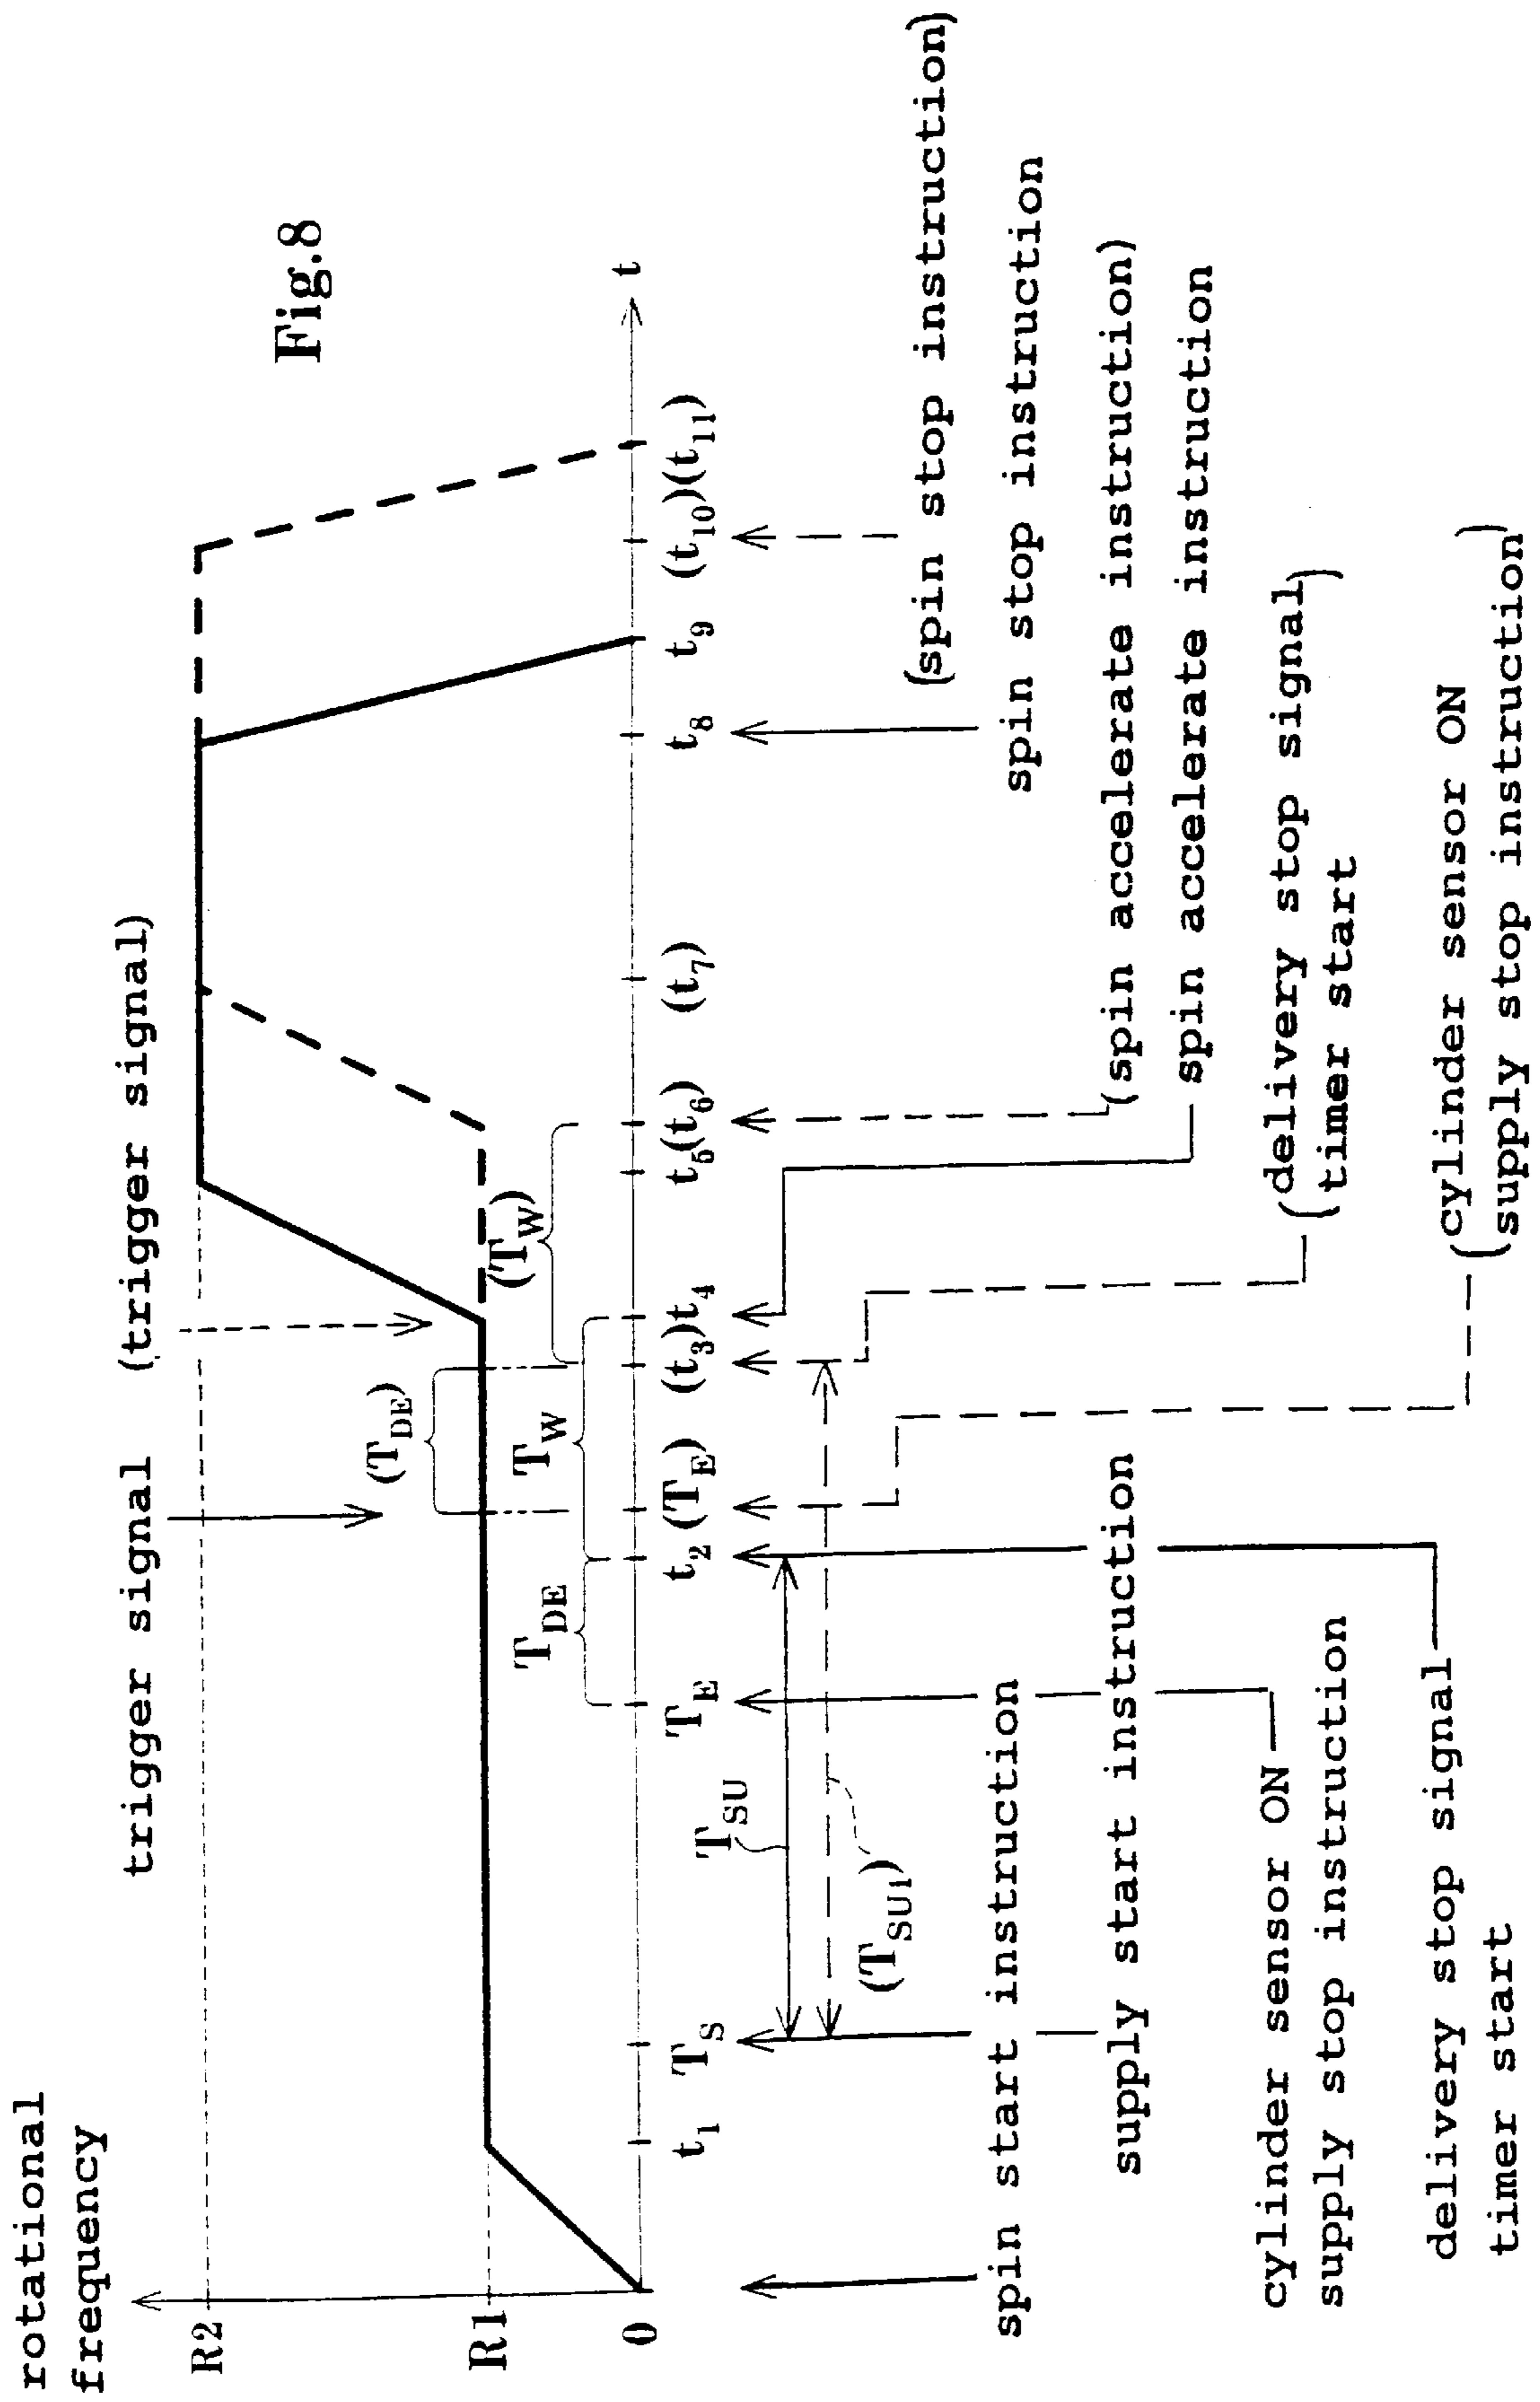 Fig.8
rotational
frequency
R2
R1
0
t
trigger signal
(trigger signal)
(T_DE)
T_DE
T_W
(T_W)
t_1
T_S
T_E
t_2
(T_E)
(t_3)
t_4
t_5
(t_6)
(t_7)
t_8
t_9
(t_10)
(t_11)
T_SU
(T_SU1)
spin start instruction
supply start instruction
cylinder sensor ON
supply stop instruction
delivery stop signal
timer start
(cylinder sensor ON
supply stop instruction)
(delivery stop signal
timer start)
spin accelerate instruction
(spin accelerate instruction)
spin stop instruction
(spin stop instruction)